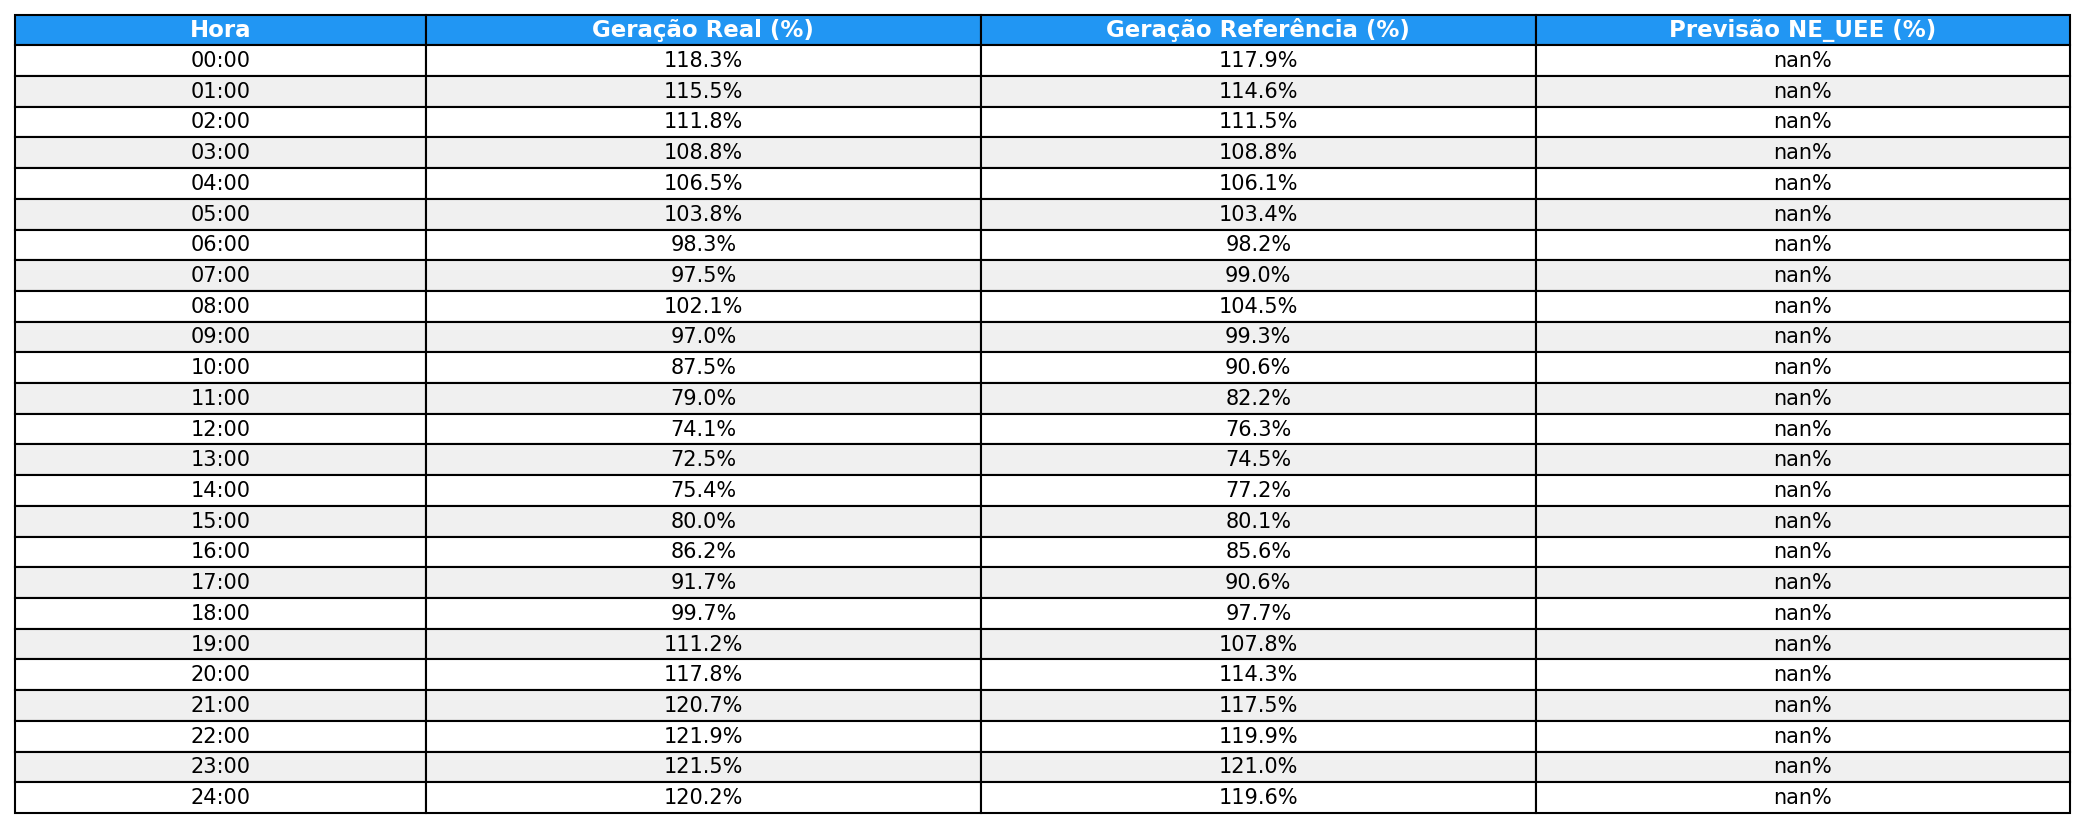 Hora Geração Real (%) Geração Referência (%) Previsão NE_UEE (%)
00:00 118.3% 117.9% nan%
01:00 115.5% 114.6% nan%
02:00 111.8% 111.5% nan%
03:00 108.8% 108.8% nan%
04:00 106.5% 106.1% nan%
05:00 103.8% 103.4% nan%
06:00 98.3% 98.2% nan%
07:00 97.5% 99.0% nan%
08:00 102.1% 104.5% nan%
09:00 97.0% 99.3% nan%
10:00 87.5% 90.6% nan%
11:00 79.0% 82.2% nan%
12:00 74.1% 76.3% nan%
13:00 72.5% 74.5% nan%
14:00 75.4% 77.2% nan%
15:00 80.0% 80.1% nan%
16:00 86.2% 85.6% nan%
17:00 91.7% 90.6% nan%
18:00 99.7% 97.7% nan%
19:00 111.2% 107.8% nan%
20:00 117.8% 114.3% nan%
21:00 120.7% 117.5% nan%
22:00 121.9% 119.9% nan%
23:00 121.5% 121.0% nan%
24:00 120.2% 119.6% nan%